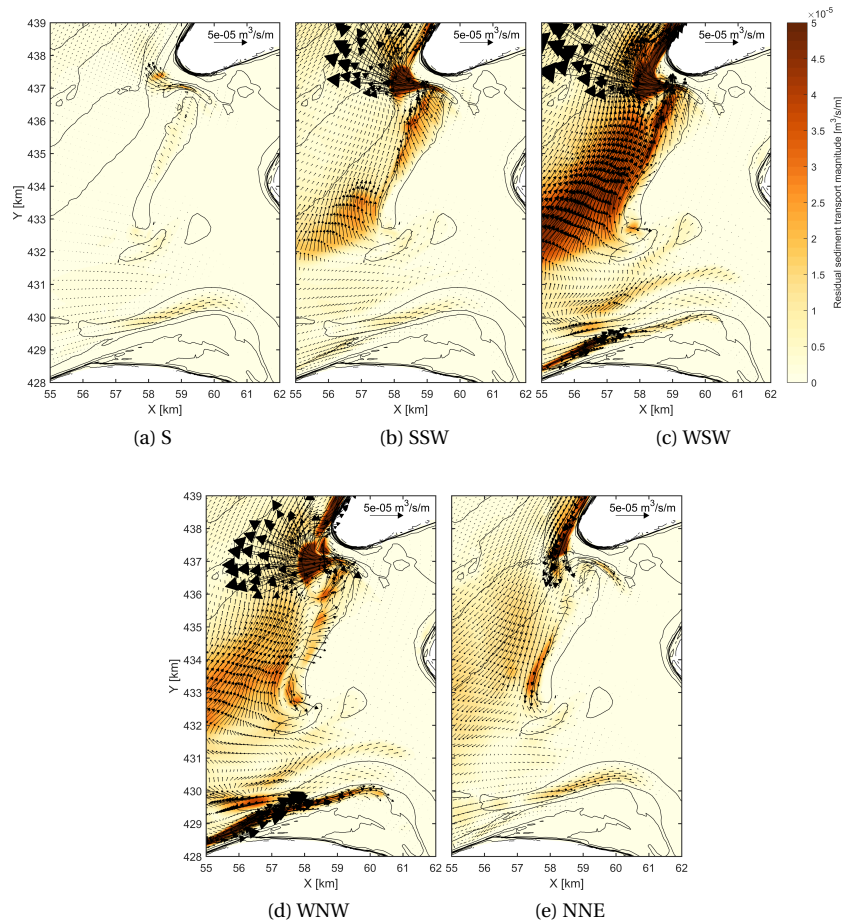 439
438
437
436
435
434
433
432
431
430
429
428
Y [km]
55 56 57 58 59 60 61 62
X [km]
5e-05 m³/s/m
(a) S
55 56 57 58 59 60 61 62
X [km]
5e-05 m³/s/m
(b) SSW
55 56 57 58 59 60 61 62
X [km]
5e-05 m³/s/m
(c) WSW
×10⁻⁵
5
4.5
4
3.5
3
2.5
2
1.5
1
0.5
0
Residual sediment transport magnitude [m³/s/m]
439
438
437
436
435
434
433
432
431
430
429
428
Y [km]
55 56 57 58 59 60 61 62
X [km]
5e-05 m³/s/m
(d) WNW
55 56 57 58 59 60 61 62
X [km]
5e-05 m³/s/m
(e) NNE